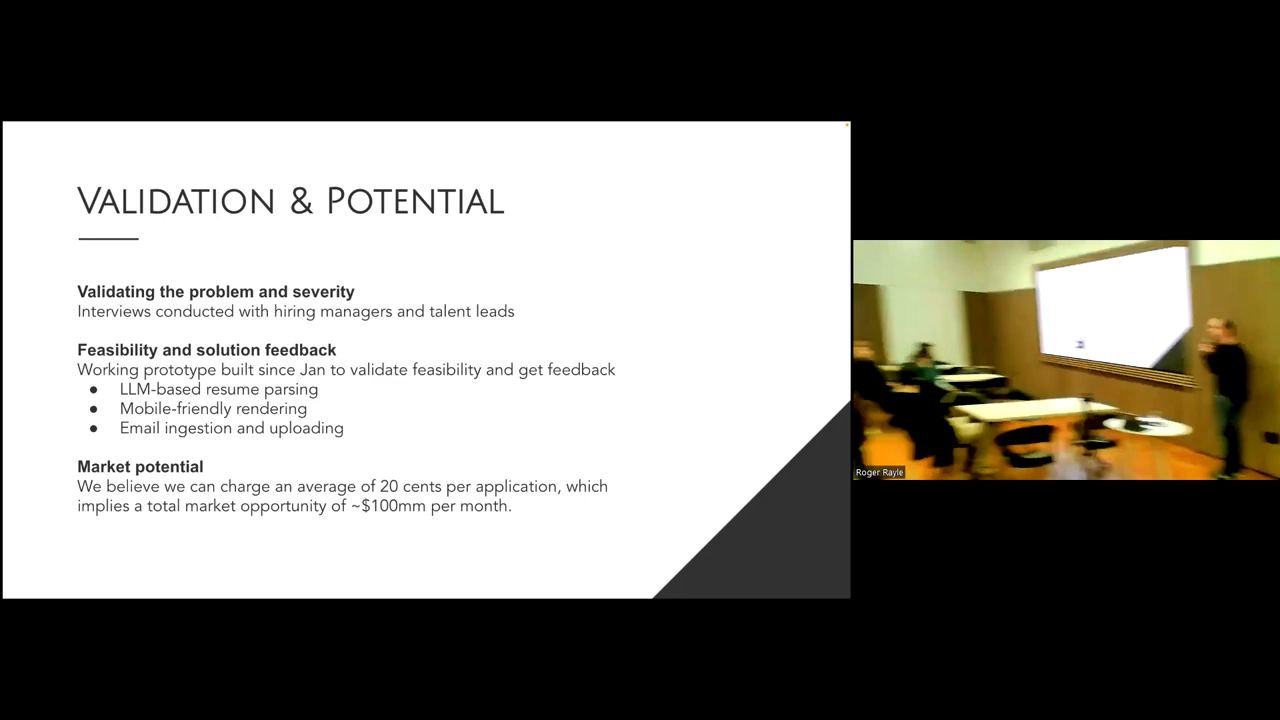 VALIDATION & POTENTIAL
Validating the problem and severity
Interviews conducted with hiring managers and talent leads
Feasibility and solution feedback
Working prototype built since Jan to validate feasibility and get feedback
● LLM-based resume parsing
● Mobile-friendly rendering
● Email ingestion and uploading
Market potential
We believe we can charge an average of 20 cents per application, which
implies a total market opportunity of ~$100mm per month.
Roger Rayle